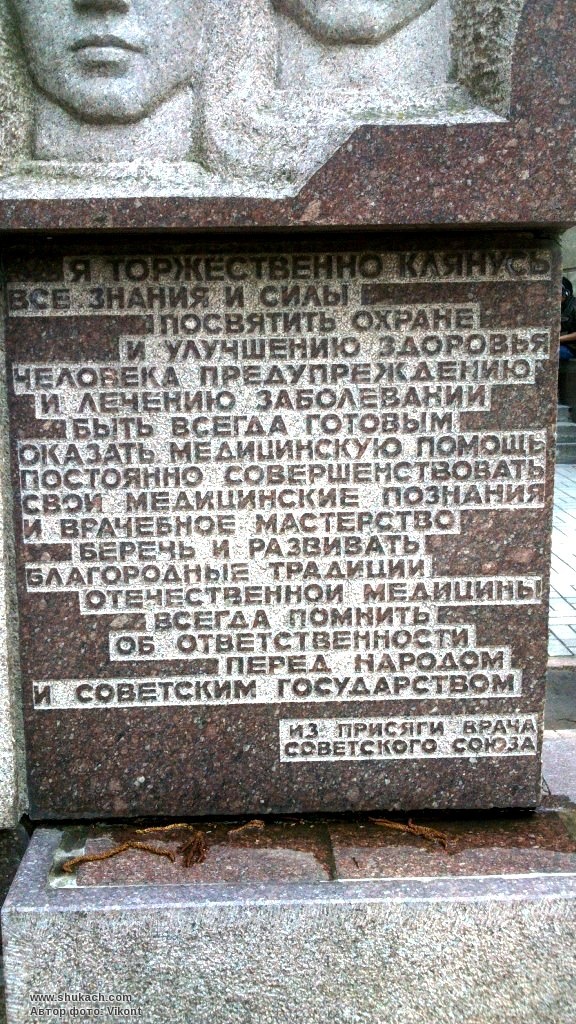 Я ТОРЖЕСТВЕННО КЛЯНУСЬ
ВСЕ ЗНАНИЯ И СИЛЫ
ПОСВЯТИТЬ ОХРАНЕ
И УЛУЧШЕНИЮ ЗДОРОВЬЯ
ЧЕЛОВЕКА ПРЕДУПРЕЖДЕНИЮ
И ЛЕЧЕНИЮ ЗАБОЛЕВАНИЙ
БЫТЬ ВСЕГДА ГОТОВЫМ
ОКАЗАТЬ МЕДИЦИНСКУЮ ПОМОЩЬ
ПОСТОЯННО СОВЕРШЕНСТВОВАТЬ
СВОИ МЕДИЦИНСКИЕ ПОЗНАНИЯ
И ВРАЧЕБНОЕ МАСТЕРСТВО
БЕРЕЧЬ И РАЗВИВАТЬ
БЛАГОРОДНЫЕ ТРАДИЦИИ
ОТЕЧЕСТВЕННОЙ МЕДИЦИНЫ
ВСЕГДА ПОМНИТЬ
ОБ ОТВЕТСТВЕННОСТИ
ПЕРЕД НАРОДОМ
И СОВЕТСКИМ ГОСУДАРСТВОМ
ИЗ ПРИСЯГИ ВРАЧА
СОВЕТСКОГО СОЮЗА
www.shukach.com
Автор фото: Vikont